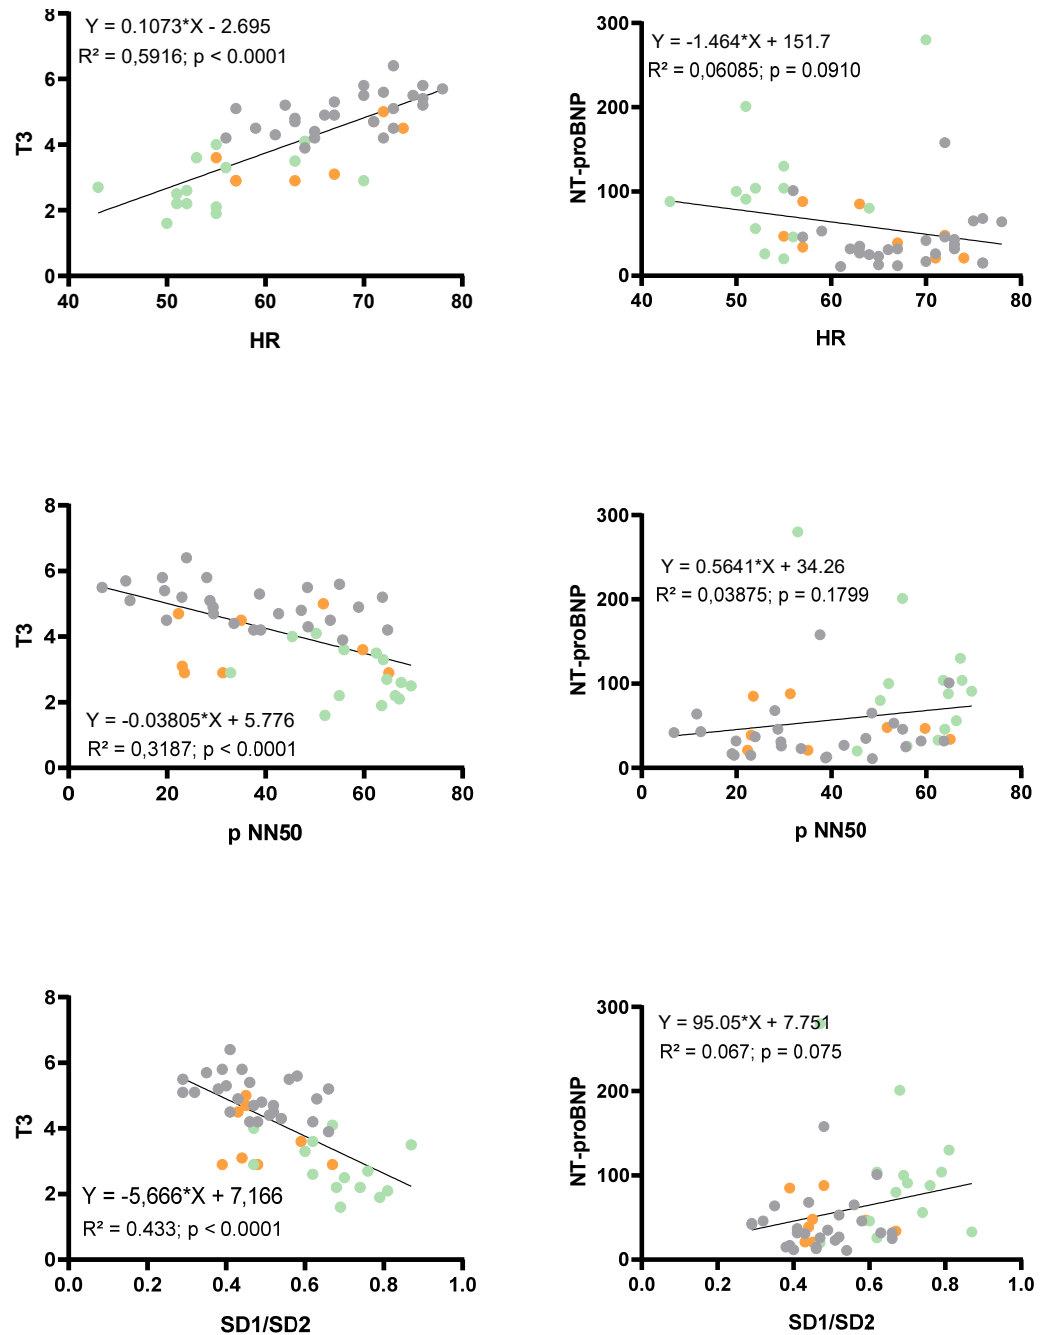 Y = 0.1073*X - 2.695
R² = 0,5916; p < 0.0001
T3
8
6
4
2
0
40 50 60 70 80
HR
Y = -1.464*X + 151.7
R² = 0,06085; p = 0.0910
NT-proBNP
300
200
100
0
40 50 60 70 80
HR
T3
8
6
4
2
0
Y = -0.03805*X + 5.776
R² = 0,3187; p < 0.0001
0 20 40 60 80
p NN50
NT-proBNP
300
200
100
0
Y = 0.5641*X + 34.26
R² = 0,03875; p = 0.1799
0 20 40 60 80
p NN50
T3
8
6
4
2
0
Y = -5,666*X + 7,166
R² = 0.433; p < 0.0001
0.0 0.2 0.4 0.6 0.8 1.0
SD1/SD2
Y = 95.05*X + 7.751
R² = 0.067; p = 0.075
NT-proBNP
300
200
100
0
0.0 0.2 0.4 0.6 0.8 1.0
SD1/SD2